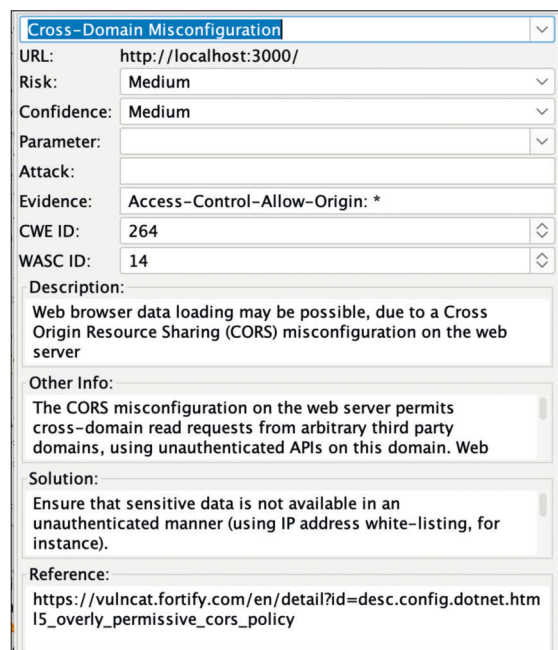 Cross-Domain Misconfiguration
URL: http://localhost:3000/
Risk: Medium
Confidence: Medium
Parameter:
Attack:
Evidence: Access-Control-Allow-Origin: *
CWE ID: 264
WASC ID: 14
Description:
Web browser data loading may be possible, due to a Cross
Origin Resource Sharing (CORS) misconfiguration on the web
server
Other Info:
The CORS misconfiguration on the web server permits
cross-domain read requests from arbitrary third party
domains, using unauthenticated APIs on this domain. Web
Solution:
Ensure that sensitive data is not available in an
unauthenticated manner (using IP address white-listing, for
instance).
Reference:
https://vulncat.fortify.com/en/detail?id=desc.config.dotnet.htm
l5_overly_permissive_cors_policy